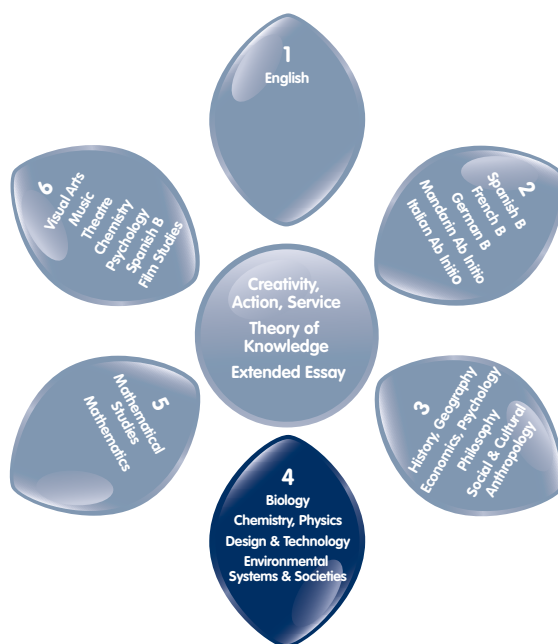 1
English
2
Spanish B
French B
German B
Mandarin Ab Initio
Italian Ab InitiO
3
History, Geography
Economics, Psychology
Philosophy
Social & Cultural
Anthropology
4
Biology
Chemistry, Physics
Design & Technology
Environmental
Systems & Societies
5
Mathematical
Studies
Mathematics
6
Visual Arts
Music
Theatre
Chemistry
Psychology
Spanish B
Film Studies
Creativity,
Action, Service
Theory of
Knowledge
Extended Essay